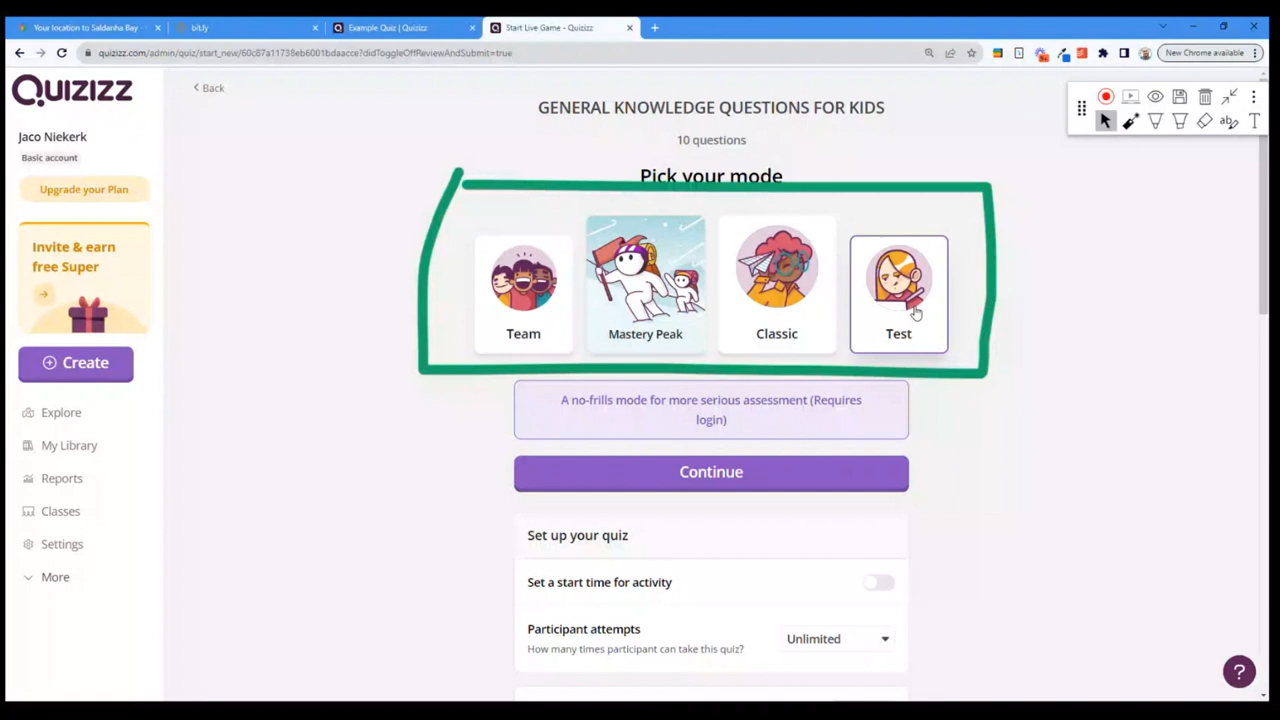 Your location to Saldanha Bay
bit.ly
Example Quiz | Quizizz
Start Live Game - Quizizz
quizizz.com/admin/quiz/start_new/60c87a11738eb6001bdaacce?didToggleOffReviewAndSubmit=true
New Chrome available
QUIZIZZ
Back
GENERAL KNOWLEDGE QUESTIONS FOR KIDS
10 questions
Jaco Niekerk
Basic account
Upgrade your Plan
Invite & earn
free Super
Create
Explore
My Library
Reports
Classes
Settings
More
Pick your mode
Team
Mastery Peak
Classic
Test
A no-frills mode for more serious assessment (Requires
login)
Continue
Set up your quiz
Set a start time for activity
Participant attempts
How many times participant can take this quiz?
Unlimited
?